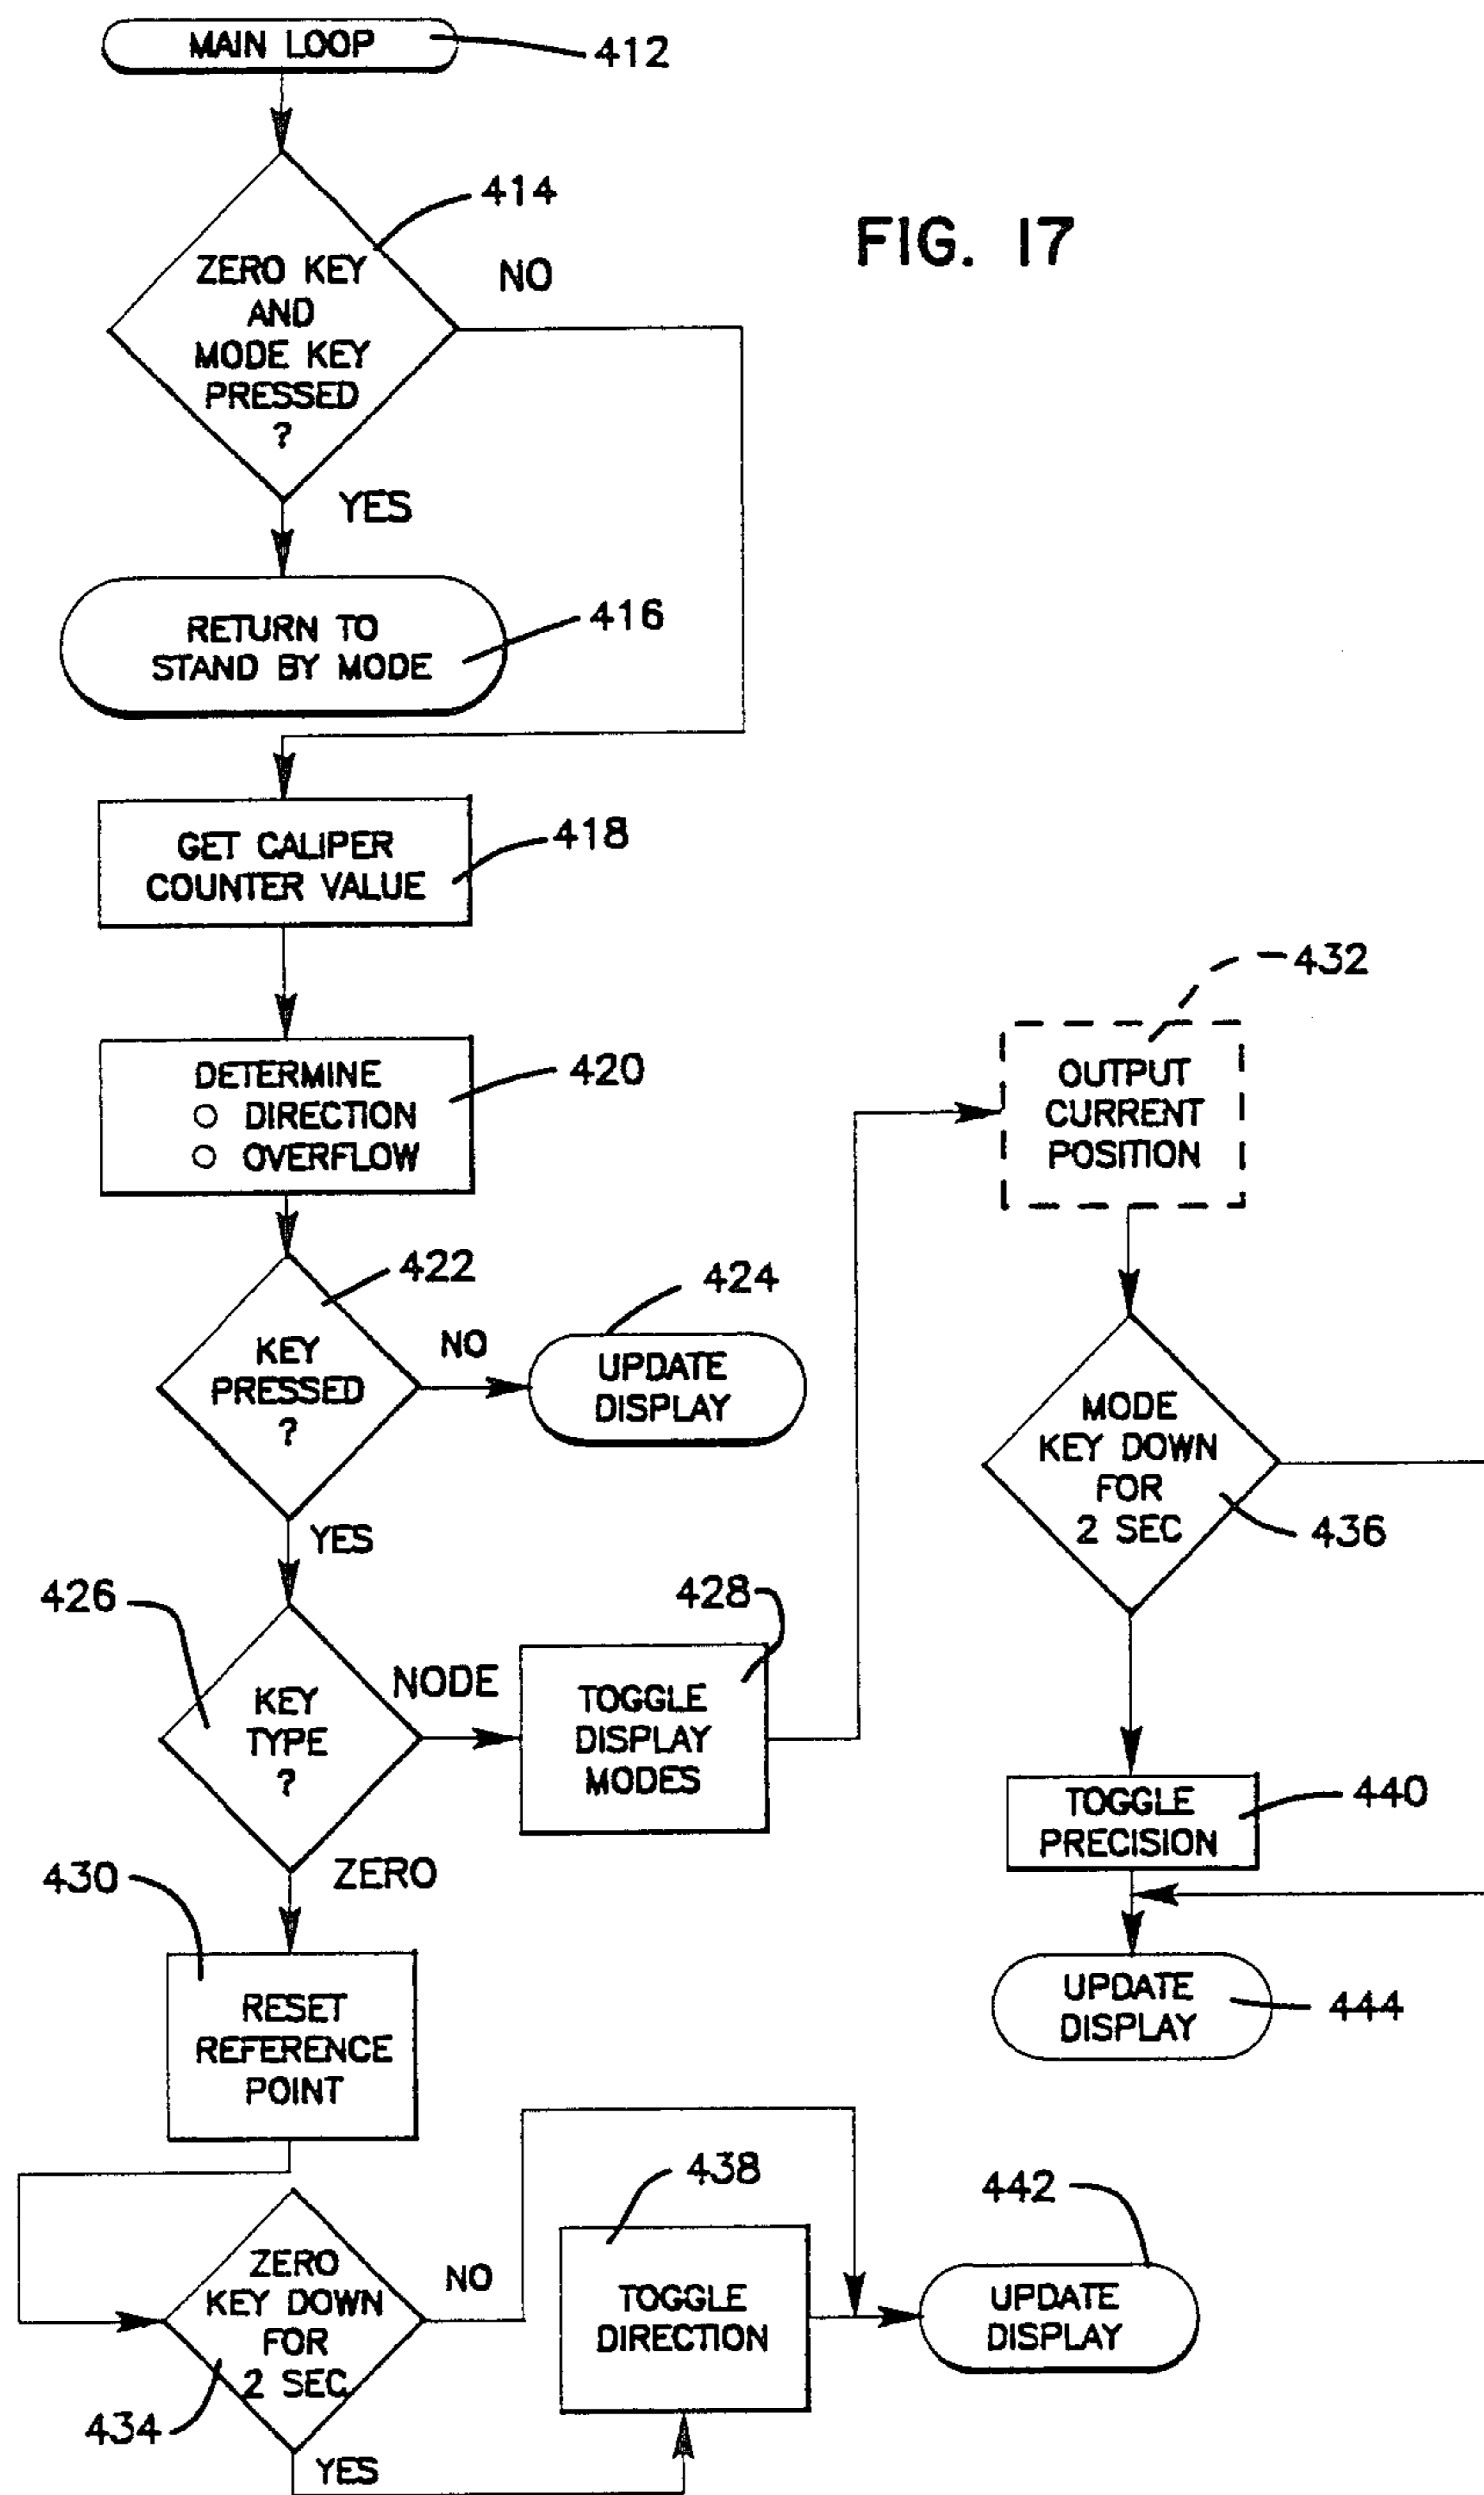 MAIN LOOP
412
414
FIG. 17
ZERO KEY
AND
MODE KEY
PRESSED
?
NO
YES
RETURN TO
STAND BY MODE
416
GET CALIPER
COUNTER VALUE
418
DETERMINE
○ DIRECTION
○ OVERFLOW
420
432
OUTPUT
CURRENT
POSITION
422
KEY
PRESSED
?
NO
424
UPDATE
DISPLAY
YES
MODE
KEY DOWN
FOR
2 SEC
436
426
KEY
TYPE
?
NODE
428
TOGGLE
DISPLAY
MODES
ZERO
TOGGLE
PRECISION
440
430
RESET
REFERENCE
POINT
UPDATE
DISPLAY
444
ZERO
KEY DOWN
FOR
2 SEC
434
NO
YES
438
TOGGLE
DIRECTION
442
UPDATE
DISPLAY